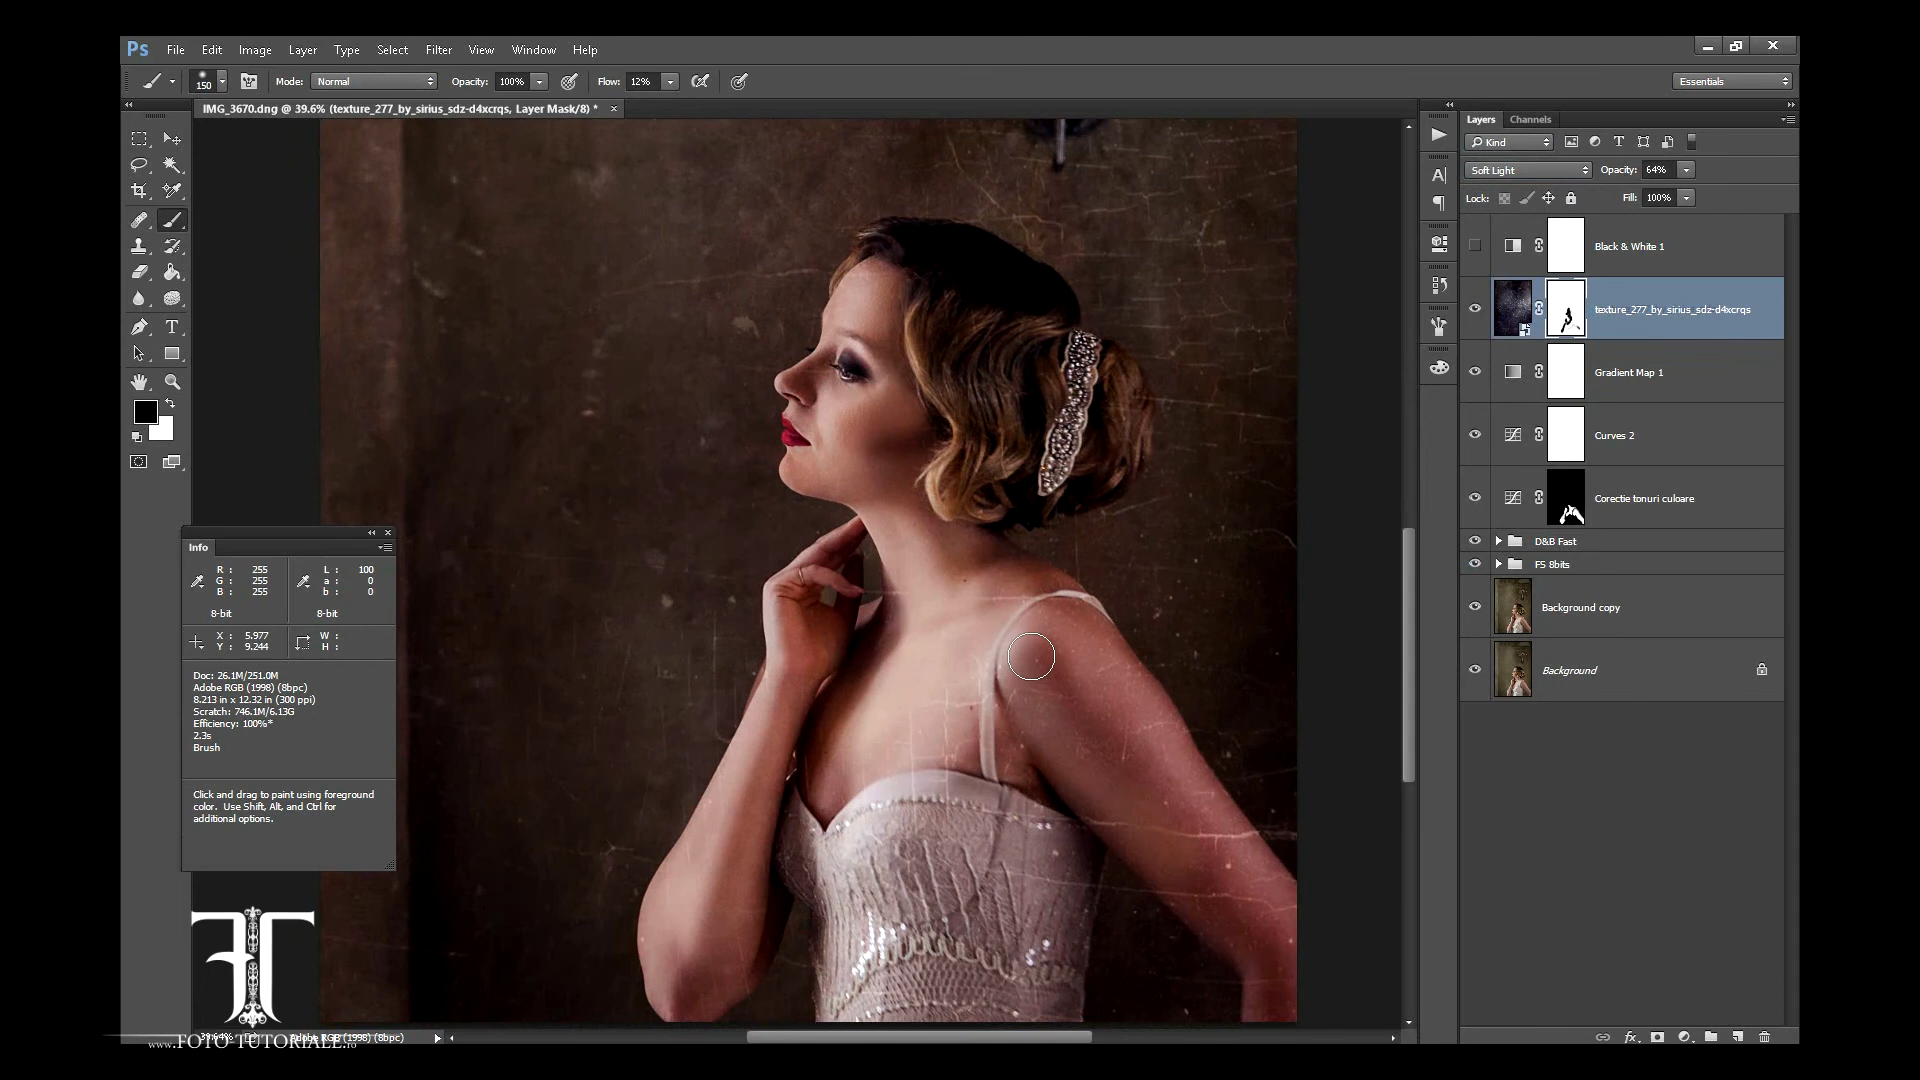 Ps File Edit Image Layer Type Select Filter View Window Help
150 Mode: Normal Opacity: 100% Flow: 12% Essentials
IMG_3670.dng @ 39.6% (texture_277_by_sirius_sdz-d4xcrqs, Layer Mask/8) *
Layers Channels
Kind
Soft Light Opacity: 64%
Lock: Fill: 100%
Black & White 1
texture_277_by_sirius_sdz-d4xcrqs
Gradient Map 1
Curves 2
Corectie tonuri culoare
D&B Fast
FS 8bits
Background copy
Background
Info
R : 255 L : 100
G : 255 a : 0
B : 255 b : 0
8-bit 8-bit
X : 5.977 W :
Y : 9.244 H :
Doc: 26.1M/251.0M
Adobe RGB (1998) (8bpc)
8.213 in x 12.32 in (300 ppi)
Scratch: 746.1M/6.13G
Efficiency: 100%*
2.3s
Brush
Click and drag to paint using foreground
color. Use Shift, Alt, and Ctrl for
additional options.
39.64% Adobe RGB (1998) (8bpc)
www.FOTO-TUTORIALE.ro